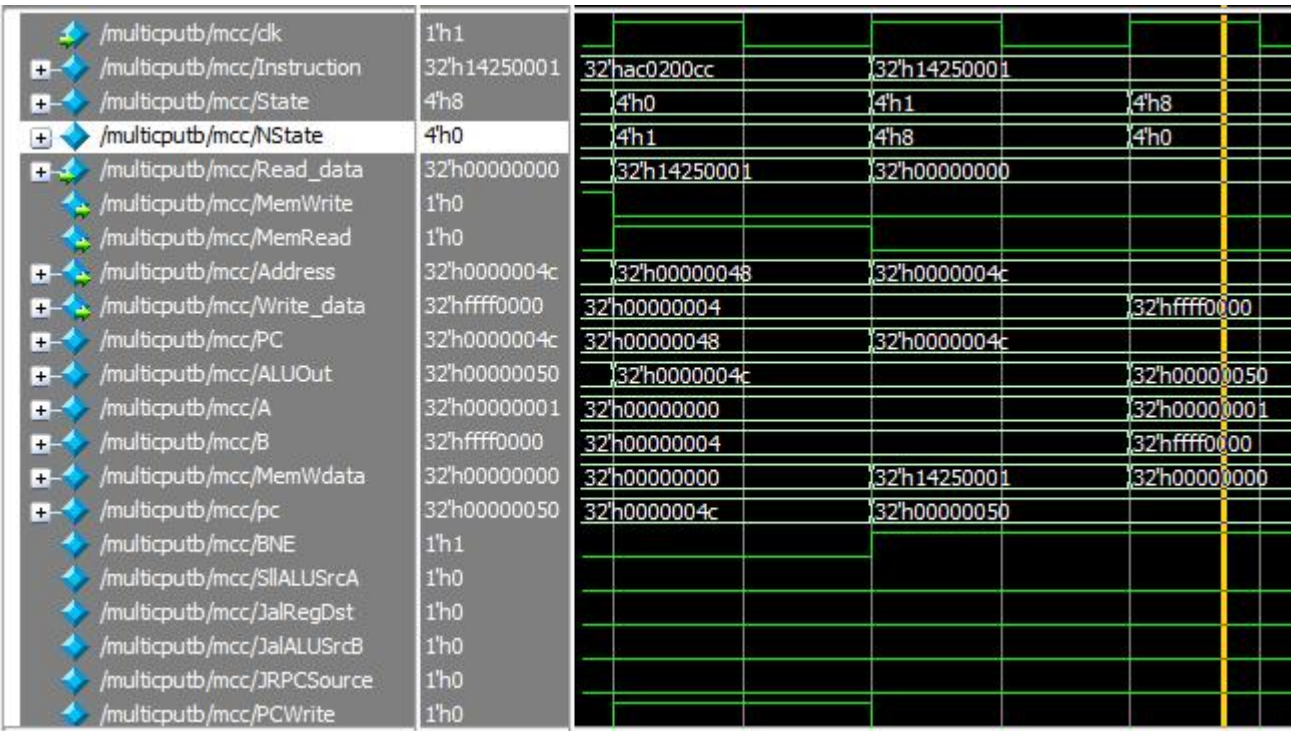 /multicputb/mcc/clk 1'h1
/multicputb/mcc/Instruction 32'h14250001 32'hac0200cc 32'h14250001
/multicputb/mcc/State 4'h8 4'h0 4'h1 4'h8
/multicputb/mcc/NState 4'h0 4'h1 4'h8 4'h0
/multicputb/mcc/Read_data 32'h00000000 32'h14250001 32'h00000000
/multicputb/mcc/MemWrite 1'h0
/multicputb/mcc/MemRead 1'h0
/multicputb/mcc/Address 32'h0000004c 32'h00000048 32'h0000004c
/multicputb/mcc/Write_data 32'hffff0000 32'h00000004 32'hffff0000
/multicputb/mcc/PC 32'h0000004c 32'h00000048 32'h0000004c
/multicputb/mcc/ALUOut 32'h00000050 32'h0000004c 32'h00000050
/multicputb/mcc/A 32'h00000001 32'h00000000 32'h00000001
/multicputb/mcc/B 32'hffff0000 32'h00000004 32'hffff0000
/multicputb/mcc/MemWdata 32'h00000000 32'h00000000 32'h14250001 32'h00000000
/multicputb/mcc/pc 32'h00000050 32'h0000004c 32'h00000050
/multicputb/mcc/BNE 1'h1
/multicputb/mcc/SllALUSrcA 1'h0
/multicputb/mcc/JalRegDst 1'h0
/multicputb/mcc/JalALUSrcB 1'h0
/multicputb/mcc/JRPCSource 1'h0
/multicputb/mcc/PCWrite 1'h0